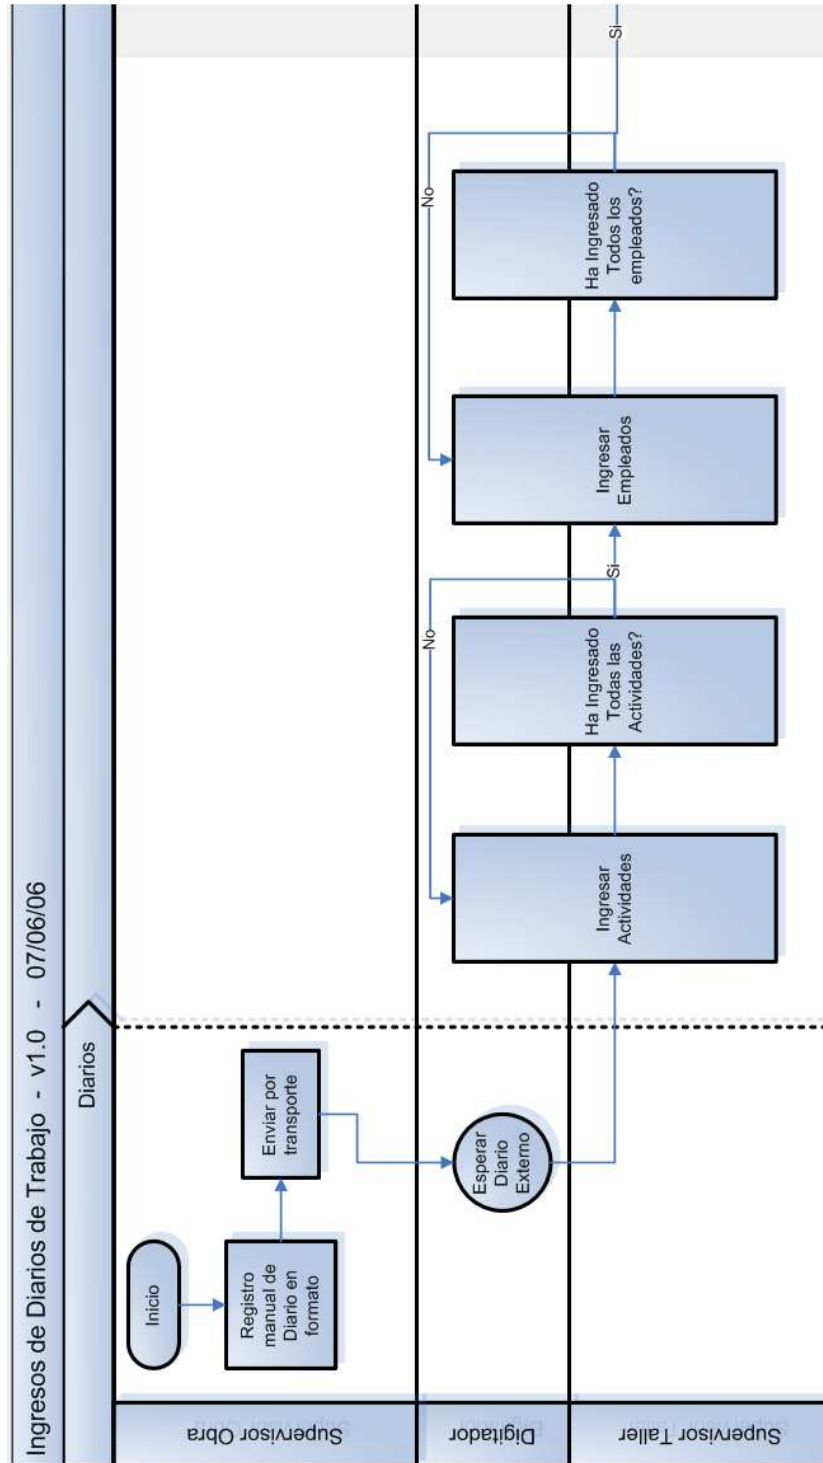 Ingresos de Diarios de Trabajo - v1.0 - 07/06/06
Diarios
Supervisor Obra
Inicio
Registro
manual de
Diario en
formato
Enviar por
transporte
Digitador
Esperar
Diario
Externo
Supervisor Taller
Ingresar
Actividades
No
Ha Ingresado
Todas las
Actividades?
Si
Ingresar
Empleados
No
Ha Ingresado
Todos los
empleados?
Si